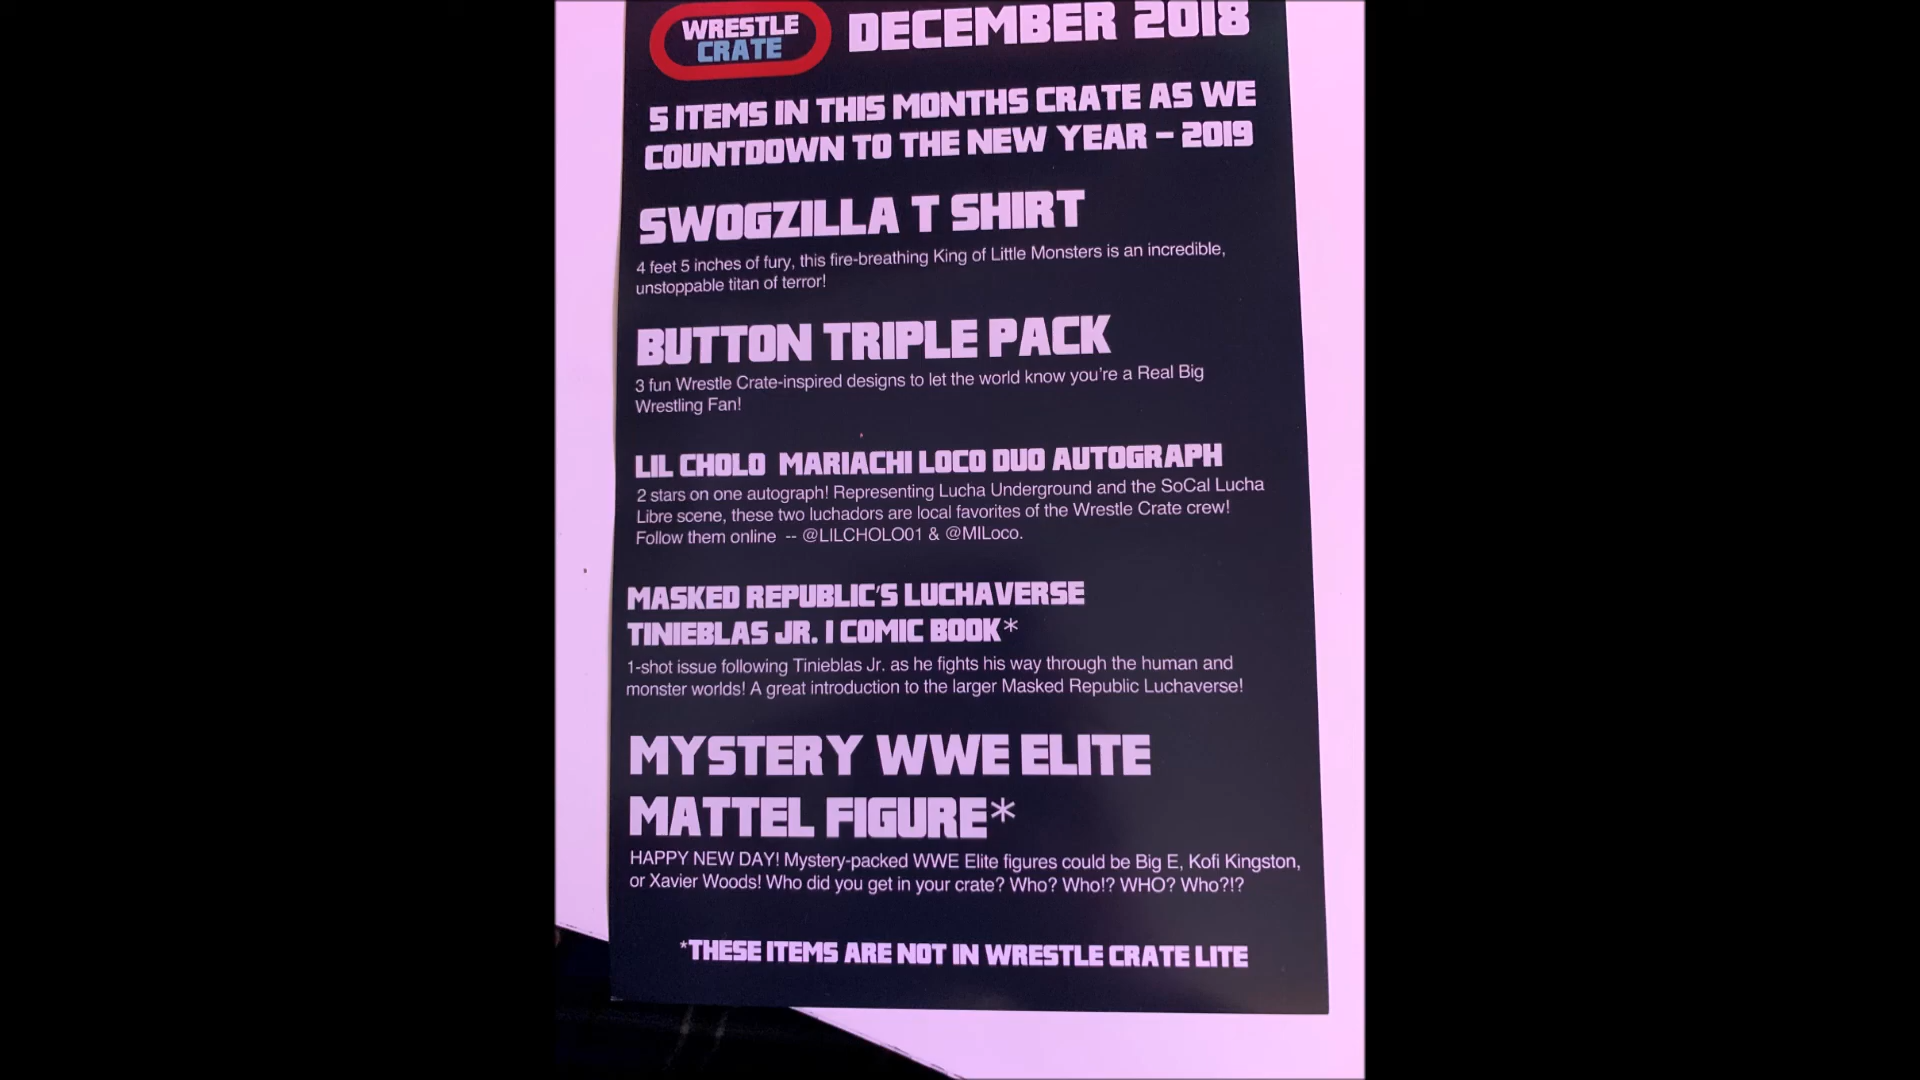 WRESTLE
CRATE
DECEMBER 2018
5 ITEMS IN THIS MONTHS CRATE AS WE
COUNTDOWN TO THE NEW YEAR – 2019
SWOGZILLA T SHIRT
4 feet 5 inches of fury, this fire-breathing King of Little Monsters is an incredible,
unstoppable titan of terror!
BUTTON TRIPLE PACK
3 fun Wrestle Crate-inspired designs to let the world know you're a Real Big
Wrestling Fan!
LIL CHOLO MARIACHI LOCO DUO AUTOGRAPH
2 stars on one autograph! Representing Lucha Underground and the SoCal Lucha
Libre scene, these two luchadors are local favorites of the Wrestle Crate crew!
Follow them online -- @LILCHOLO01 & @MILoco.
MASKED REPUBLIC'S LUCHAVERSE
TINIEBLAS JR. 1 COMIC BOOK*
1-shot issue following Tinieblas Jr. as he fights his way through the human and
monster worlds! A great introduction to the larger Masked Republic Luchaverse!
MYSTERY WWE ELITE
MATTEL FIGURE*
HAPPY NEW DAY! Mystery-packed WWE Elite figures could be Big E, Kofi Kingston,
or Xavier Woods! Who did you get in your crate? Who? Who!? WHO? Who?!?
*THESE ITEMS ARE NOT IN WRESTLE CRATE LITE